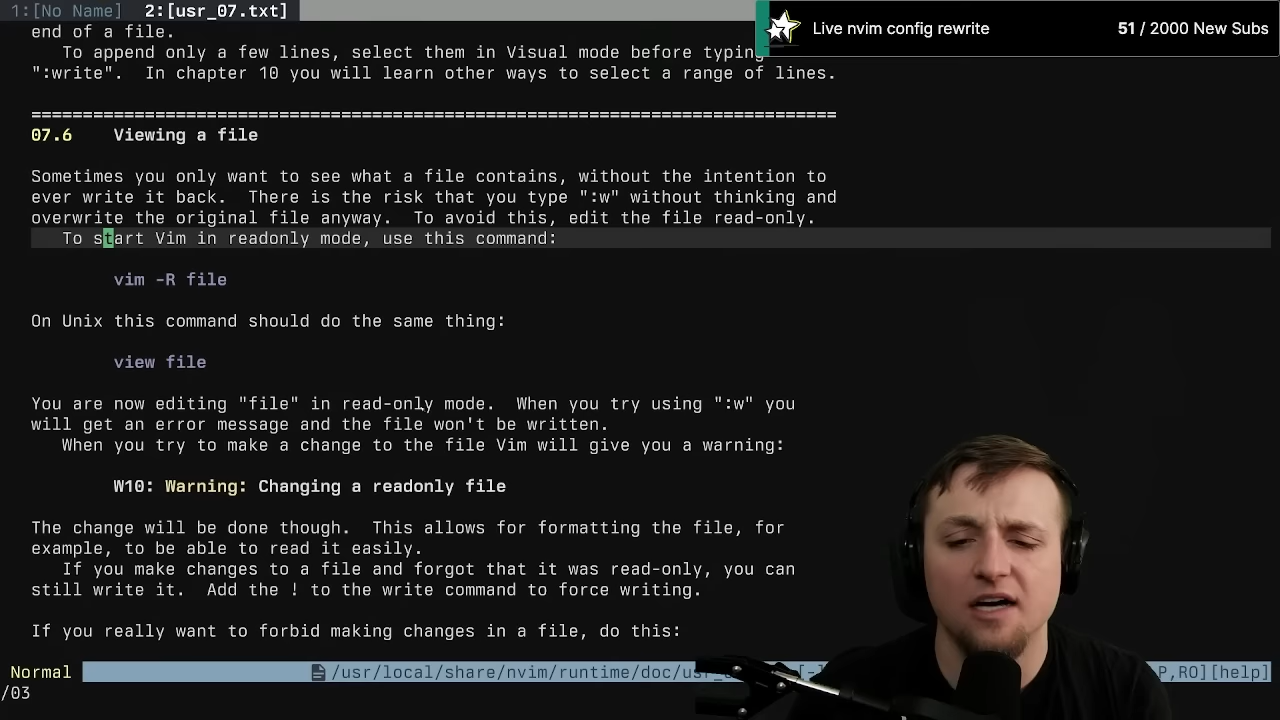 1:[No Name]  2:[usr_07.txt]
Live nvim config rewrite 51 / 2000 New Subs
end of a file.
To append only a few lines, select them in Visual mode before typing
":write".  In chapter 10 you will learn other ways to select a range of lines.
==============================================================================
07.6 Viewing a file
Sometimes you only want to see what a file contains, without the intention to
ever write it back.  There is the risk that you type ":w" without thinking and
overwrite the original file anyway.  To avoid this, edit the file read-only.
To start Vim in readonly mode, use this command:
vim -R file
On Unix this command should do the same thing:
view file
You are now editing "file" in read-only mode.  When you try using ":w" you
will get an error message and the file won't be written.
When you try to make a change to the file Vim will give you a warning:
W10: Warning: Changing a readonly file
The change will be done though.  This allows for formatting the file, for
example, to be able to read it easily.
If you make changes to a file and forgot that it was read-only, you can
still write it.  Add the ! to the write command to force writing.
If you really want to forbid making changes in a file, do this:
Normal /usr/local/share/nvim/runtime/doc/us [-] P,RO][help]
/03